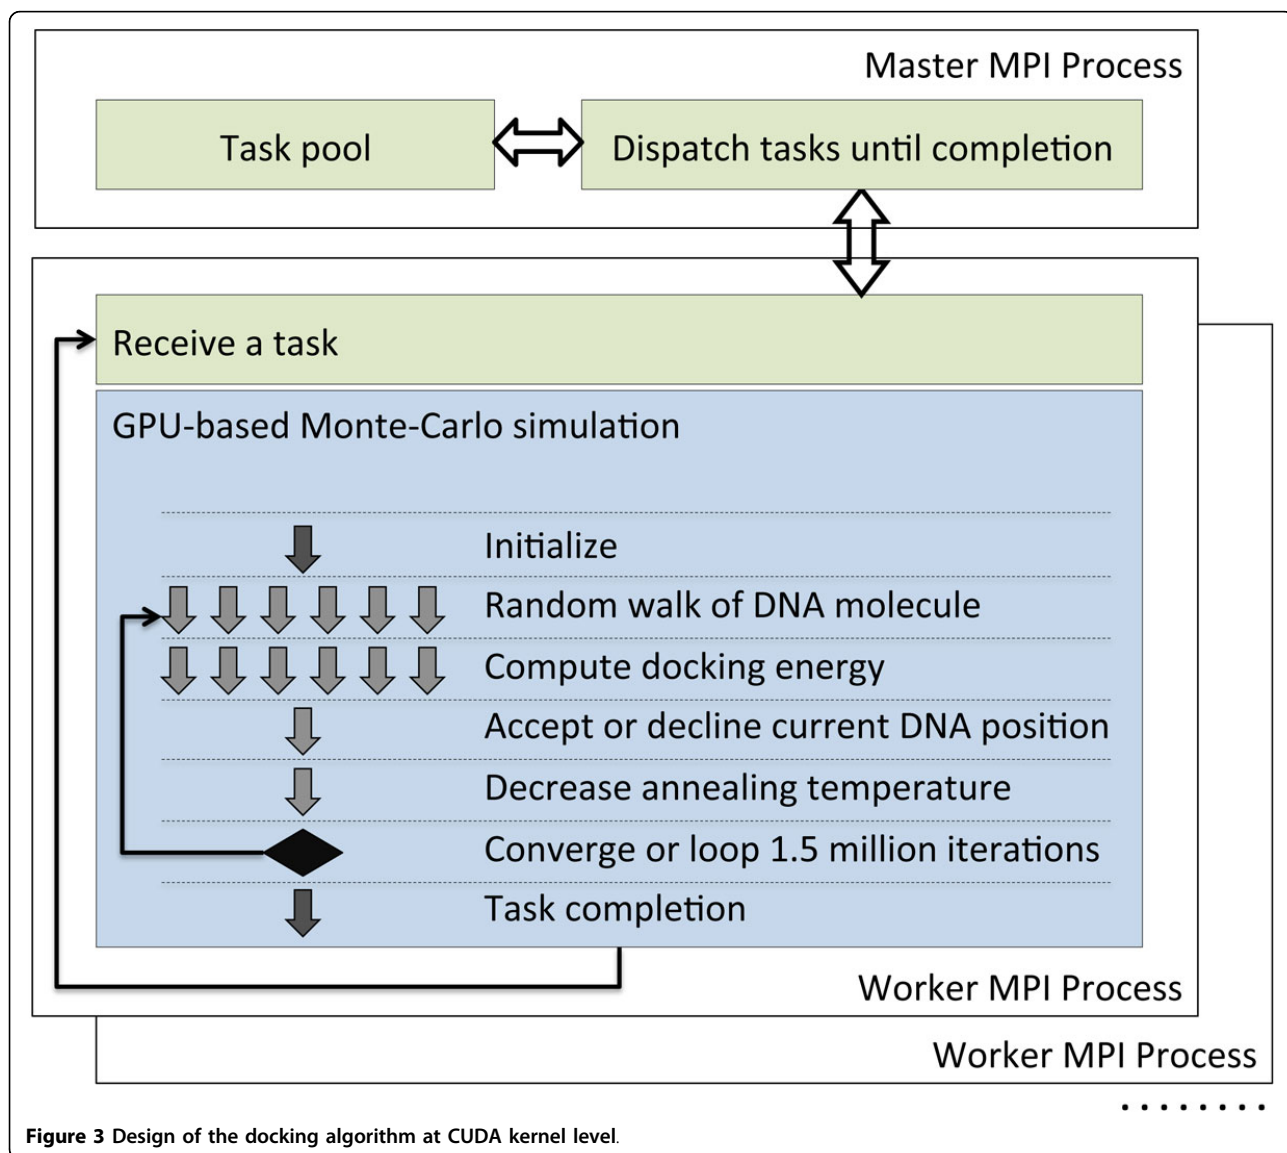 Master MPI Process
Task pool
Dispatch tasks until completion
Receive a task
GPU-based Monte-Carlo simulation
Initialize
Random walk of DNA molecule
Compute docking energy
Accept or decline current DNA position
Decrease annealing temperature
Converge or loop 1.5 million iterations
Task completion
Worker MPI Process
Worker MPI Process
. . . . . . . .
Figure 3 Design of the docking algorithm at CUDA kernel level.